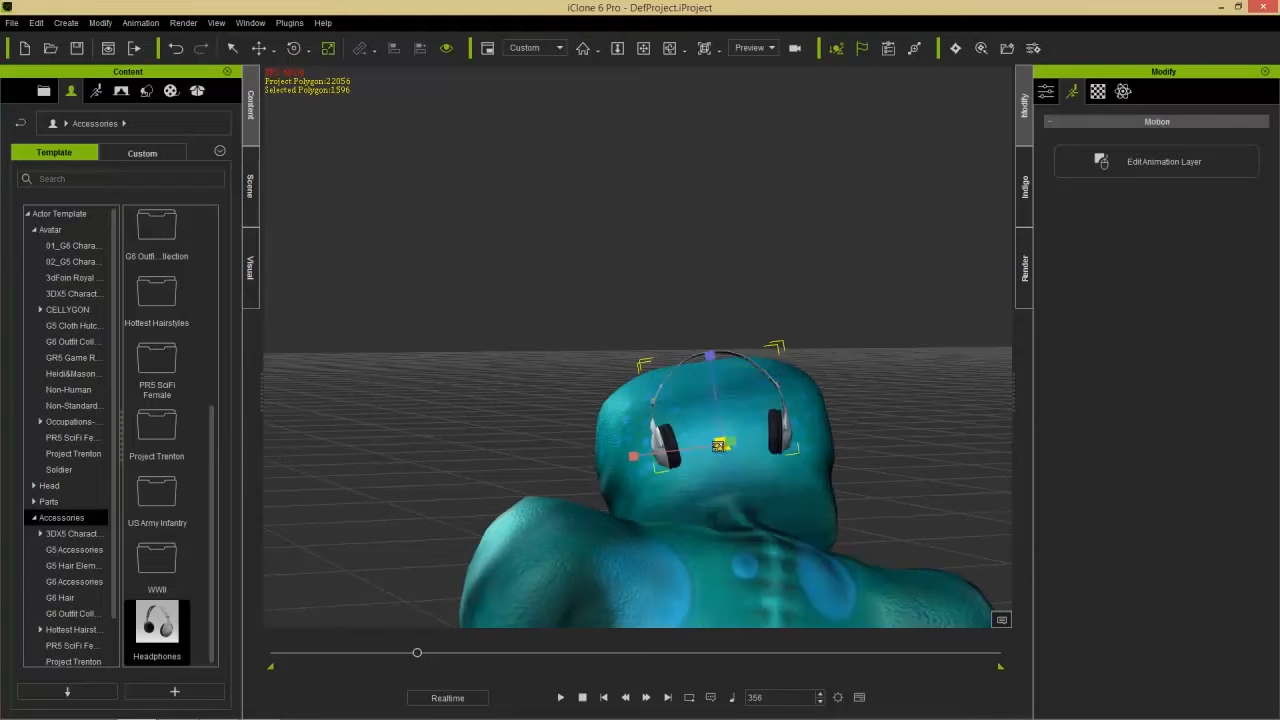 iClone 6 Pro - DefProject.iProject
File Edit Create Modify Animation Render View Window Plugins Help
Custom
Preview
Content
Accessories
Template
Custom
Search
Actor Template
Avatar
01_G6 Chara...
02_G5 Chara...
3dFoin Royal ...
3DX5 Charact...
CELLYGON
G5 Cloth Hutc...
G6 Outfit Coll...
GR5 Game R...
Heidi&Mason...
Non-Human
Non-Standard...
Occupations-...
PR5 SciFi Fe...
Project Trenton
Soldier
Head
Parts
Accessories
3DX5 Charact...
G5 Accessories
G5 Hair Elem...
G6 Accessories
G6 Hair
G6 Outfit Coll...
Hottest Hairst...
PR5 SciFi Fe...
Project Trenton
G6 Outfi...llection
Hottest Hairstyles
PR5 SciFi
Female
Project Trenton
US Army Infantry
WWII
Headphones
Content
Scene
Visual
Project Polygon:22056
Selected Polygon:1596
Realtime
356
Modify
Indigo
Render
Modify
Motion
Edit Animation Layer